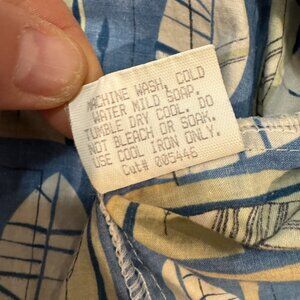 MACHINE WASH, COLD
WATER MILD SOAP.
TUMBLE DRY COOL. DO
NOT BLEACH OR SOAK.
USE COOL IRON ONLY.
Cut# 005446